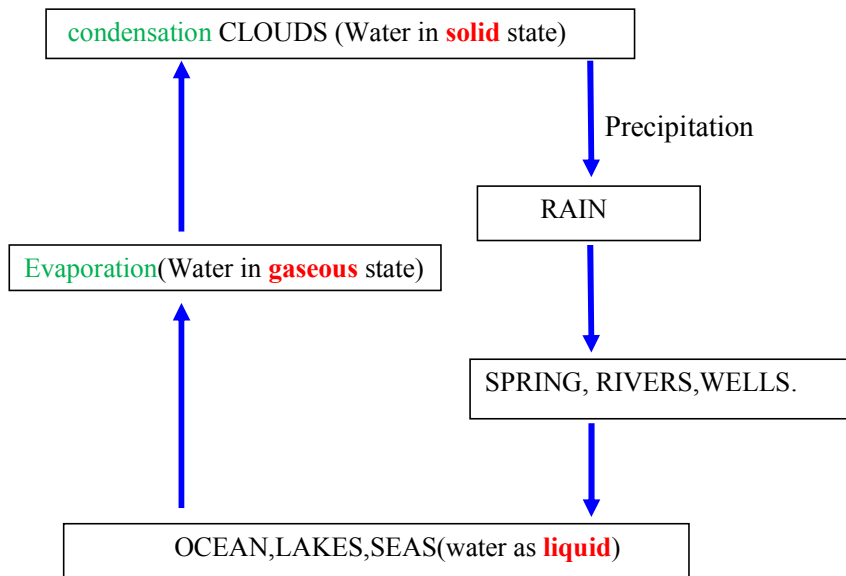 condensation CLOUDS (Water in solid state)
Precipitation
RAIN
Evaporation(Water in gaseous state)
SPRING, RIVERS,WELLS.
OCEAN,LAKES,SEAS(water as liquid)